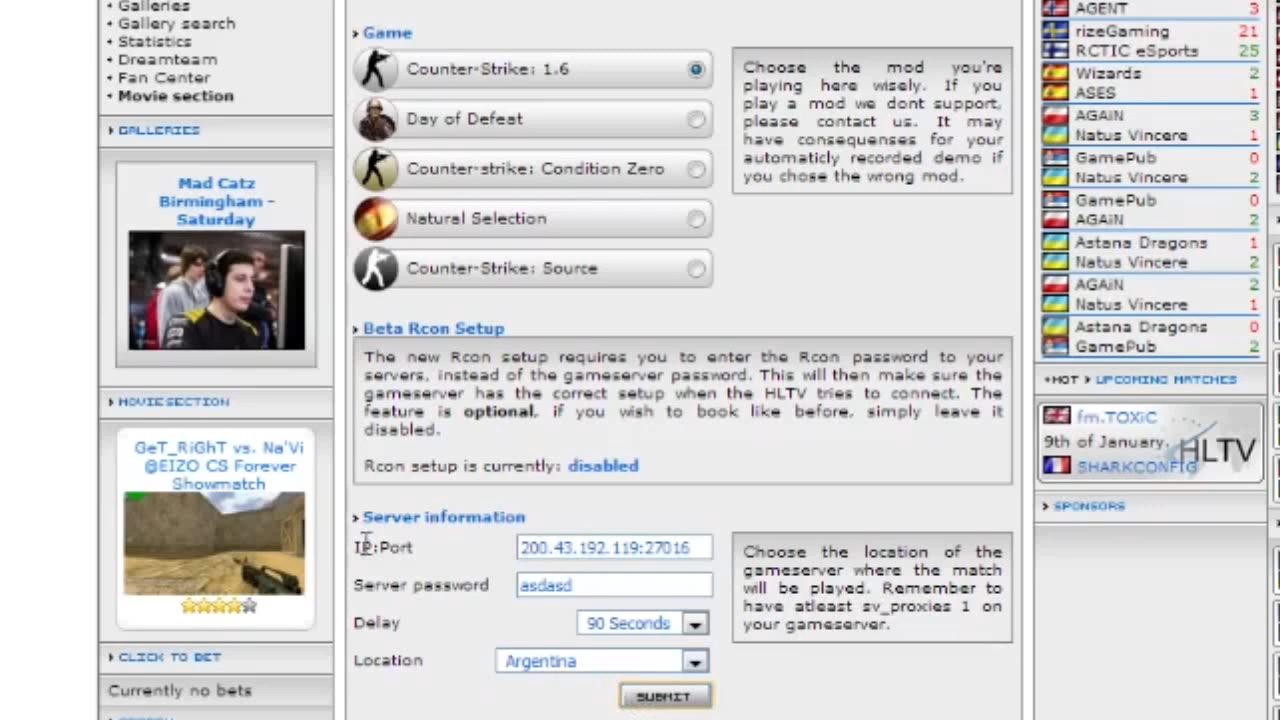 Galleries
Gallery search
Statistics
Dreamteam
Fan Center
Movie section
GALLERIES
Mad Catz
Birmingham -
Saturday
MOVIE SECTION
GeT_RiGhT vs. Na'Vi
@EIZO CS Forever
Showmatch
CLICK TO BET
Currently no bets
Game
Counter-Strike: 1.6
Day of Defeat
Counter-strike: Condition Zero
Natural Selection
Counter-Strike: Source
Choose the mod you're
playing here wisely. If you
play a mod we dont support,
please contact us. It may
have consequenses for your
automaticly recorded demo if
you chose the wrong mod.
Beta Rcon Setup
The new Rcon setup requires you to enter the Rcon password to your
servers, instead of the gameserver password. This will then make sure the
gameserver has the correct setup when the HLTV tries to connect. The
feature is optional, if you wish to book like before, simply leave it
disabled.
Rcon setup is currently: disabled
Server information
IP:Port 200.43.192.119:27016
Server password asdasd
Delay 90 Seconds
Location Argentina
SUBMIT
Choose the location of the
gameserver where the match
will be played. Remember to
have atleast sv_proxies 1 on
your gameserver.
AGENT 3
rizeGaming 21
RCTIC eSports 25
Wizards 2
ASES 1
AGAiN 3
Natus Vincere 1
GamePub 0
Natus Vincere 2
GamePub 0
AGAiN 2
Astana Dragons 1
Natus Vincere 2
AGAiN 2
Natus Vincere 1
Astana Dragons 0
GamePub 2
+HOT UPCOMING MATCHES
fm.TOXiC
9th of January.
SHARKCONFIG
HLTV
SPONSORS